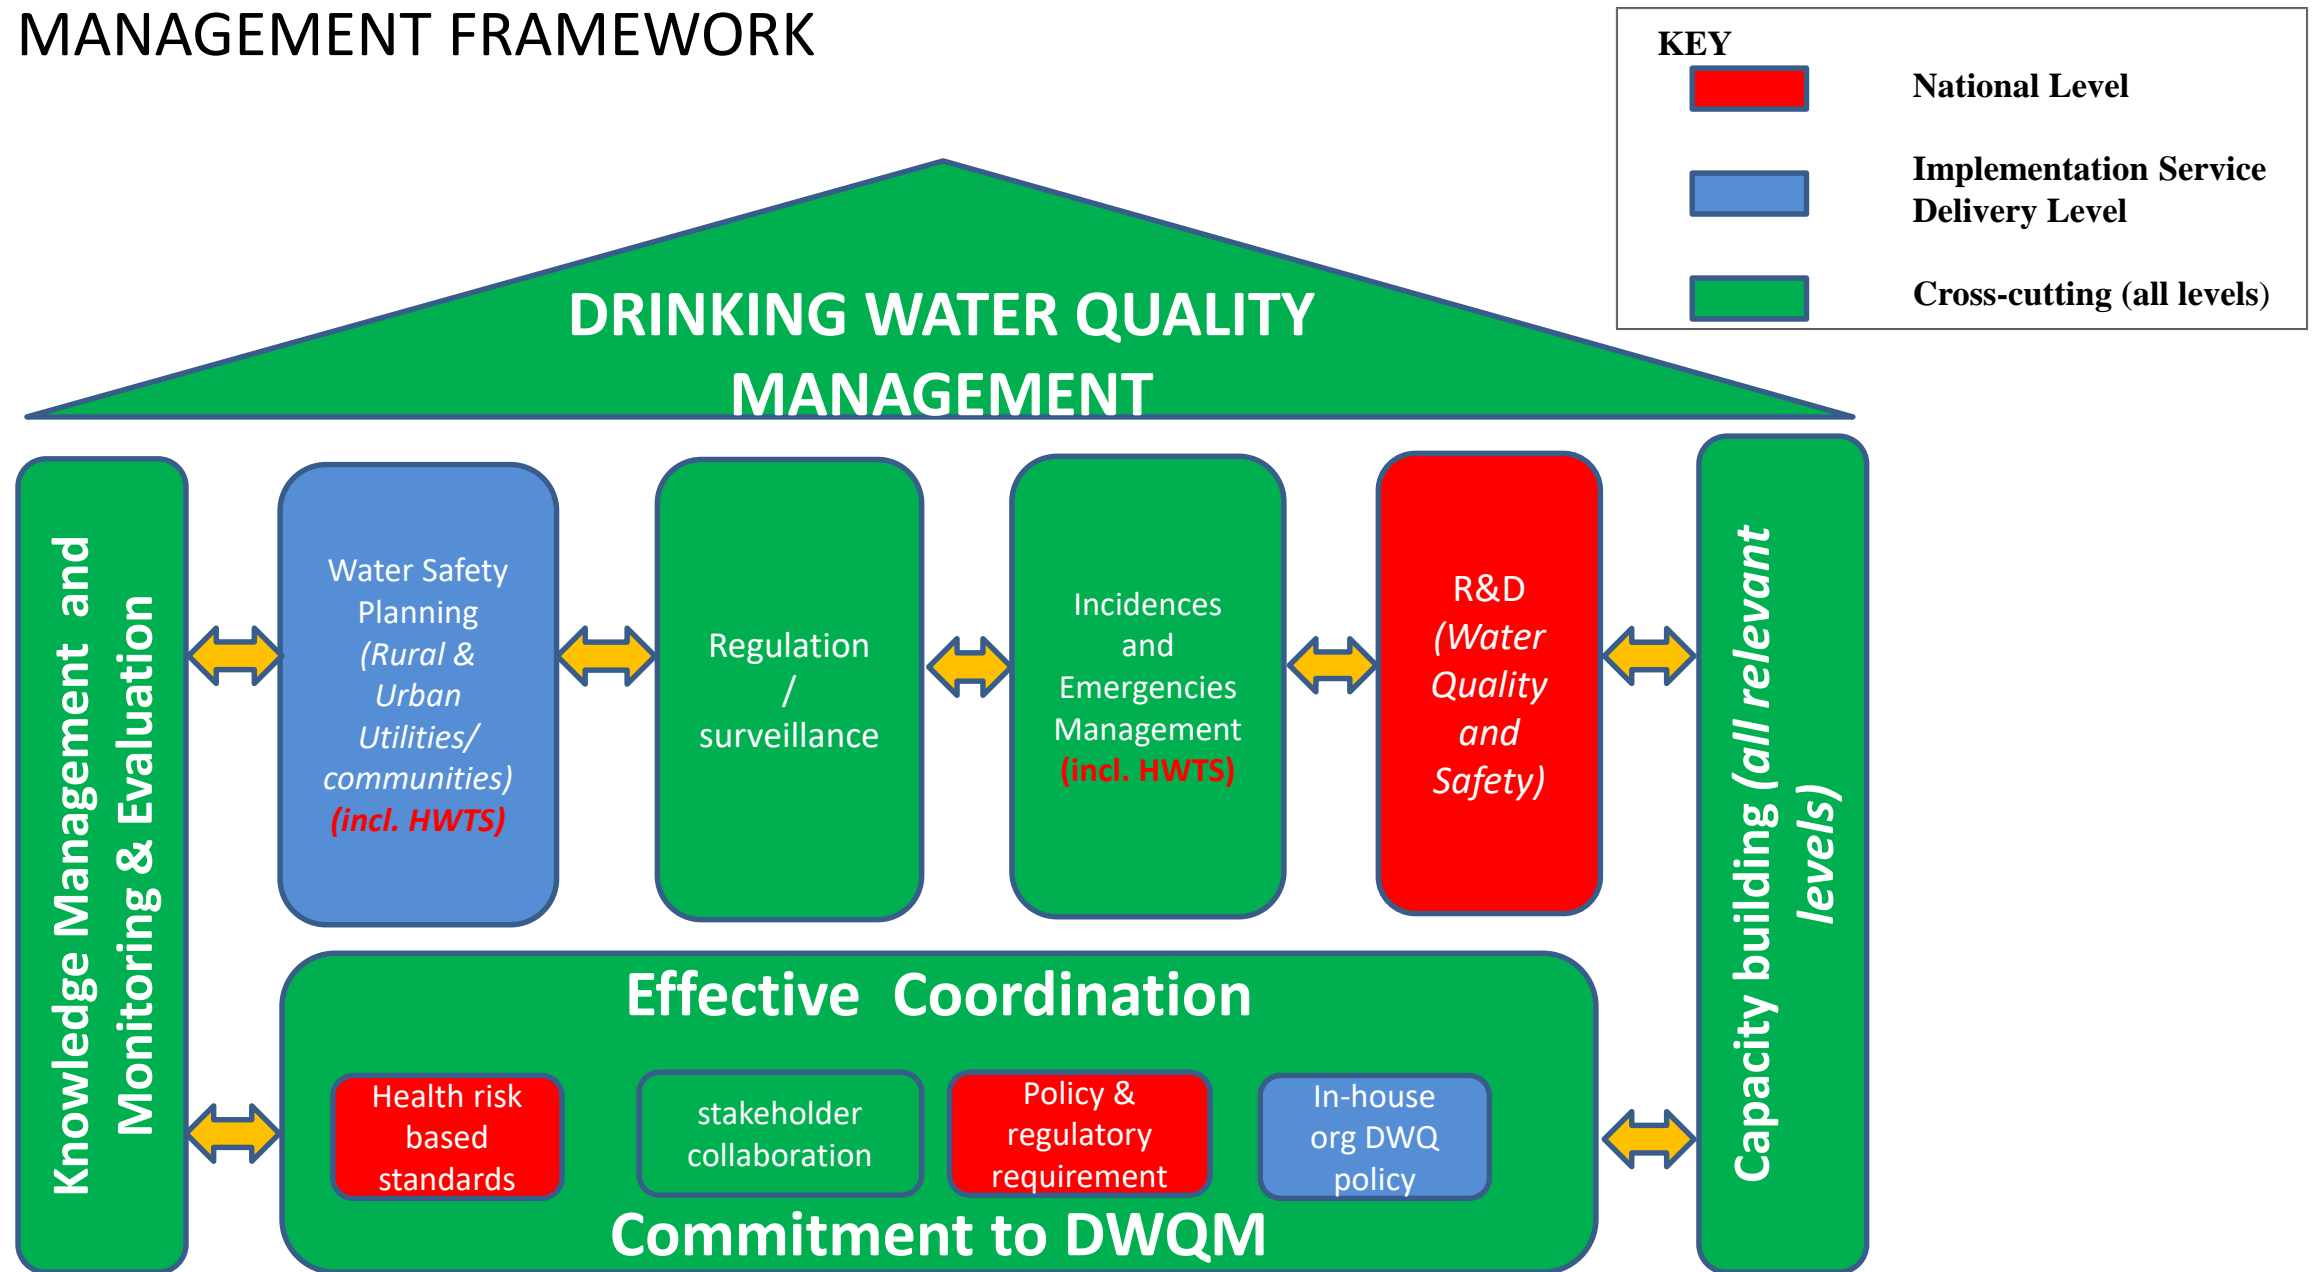 MANAGEMENT FRAMEWORK
KEY
National Level
Implementation Service
Delivery Level
Cross-cutting (all levels)
DRINKING WATER QUALITY
MANAGEMENT
Knowledge Management and
Monitoring & Evaluation
Water Safety
Planning
(Rural &
Urban
Utilities/
communities)
(incl. HWTS)
Regulation
/
surveillance
Incidences
and
Emergencies
Management
(incl. HWTS)
R&D
(Water
Quality
and
Safety)
Capacity building (all relevant
levels)
Effective Coordination
Health risk
based
standards
stakeholder
collaboration
Policy &
regulatory
requirement
In-house
org DWQ
policy
Commitment to DWQM